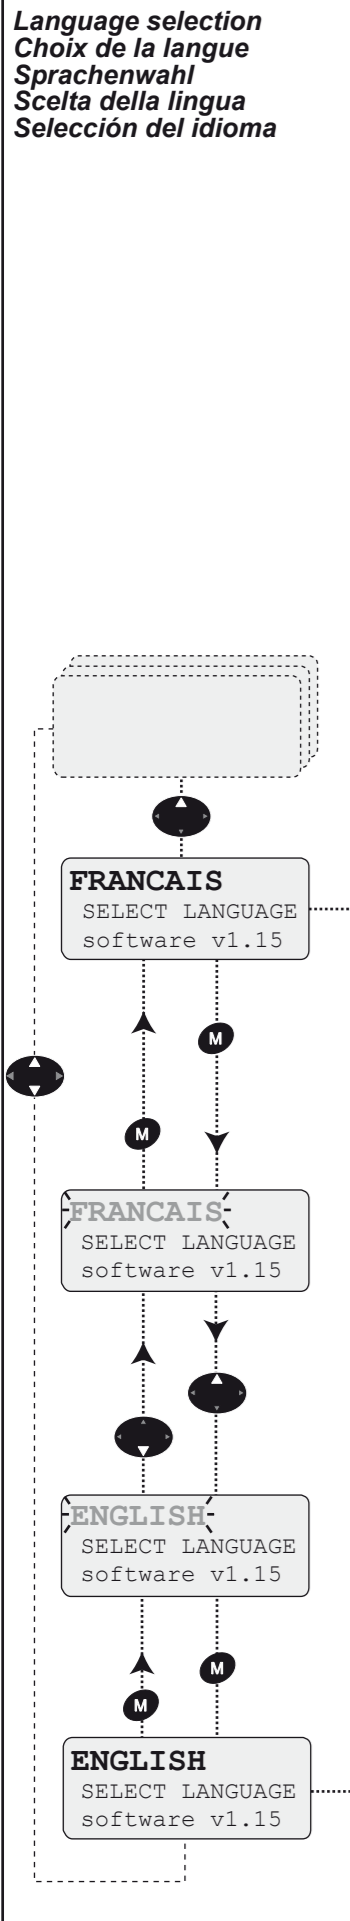 Language selection
Choix de la langue
Sprachenwahl
Scelta della lingua
Selección del idioma
FRANCAIS
SELECT LANGUAGE
software v1.15
M
M
FRANCAIS
SELECT LANGUAGE
software v1.15
ENGLISH
SELECT LANGUAGE
software v1.15
M
M
ENGLISH
SELECT LANGUAGE
software v1.15